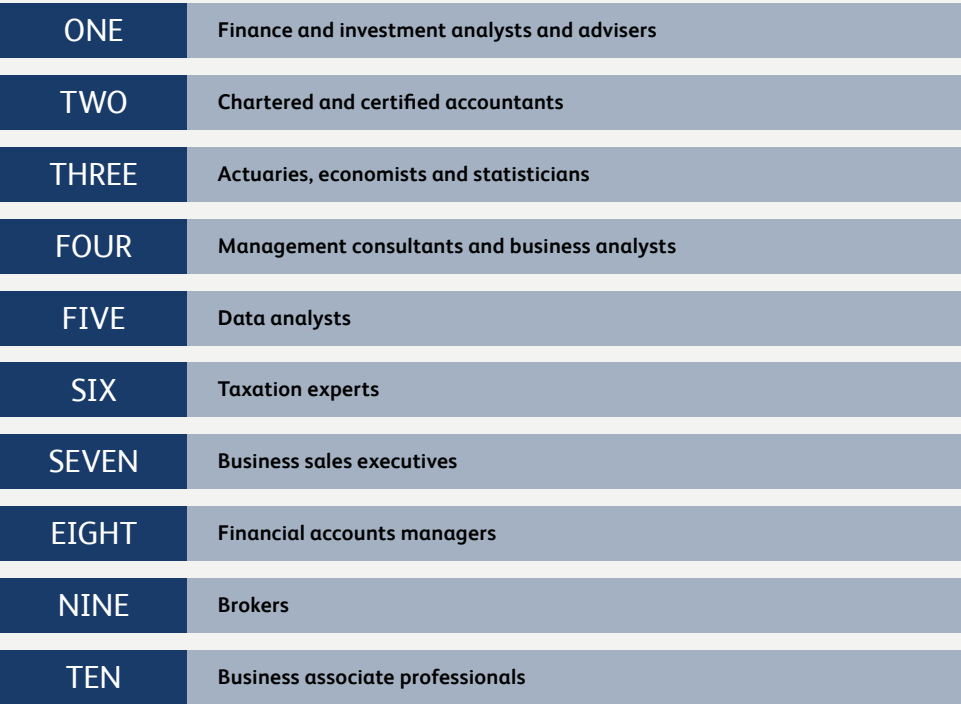 ONE Finance and investment analysts and advisers
TWO Chartered and certified accountants
THREE Actuaries, economists and statisticians
FOUR Management consultants and business analysts
FIVE Data analysts
SIX Taxation experts
SEVEN Business sales executives
EIGHT Financial accounts managers
NINE Brokers
TEN Business associate professionals